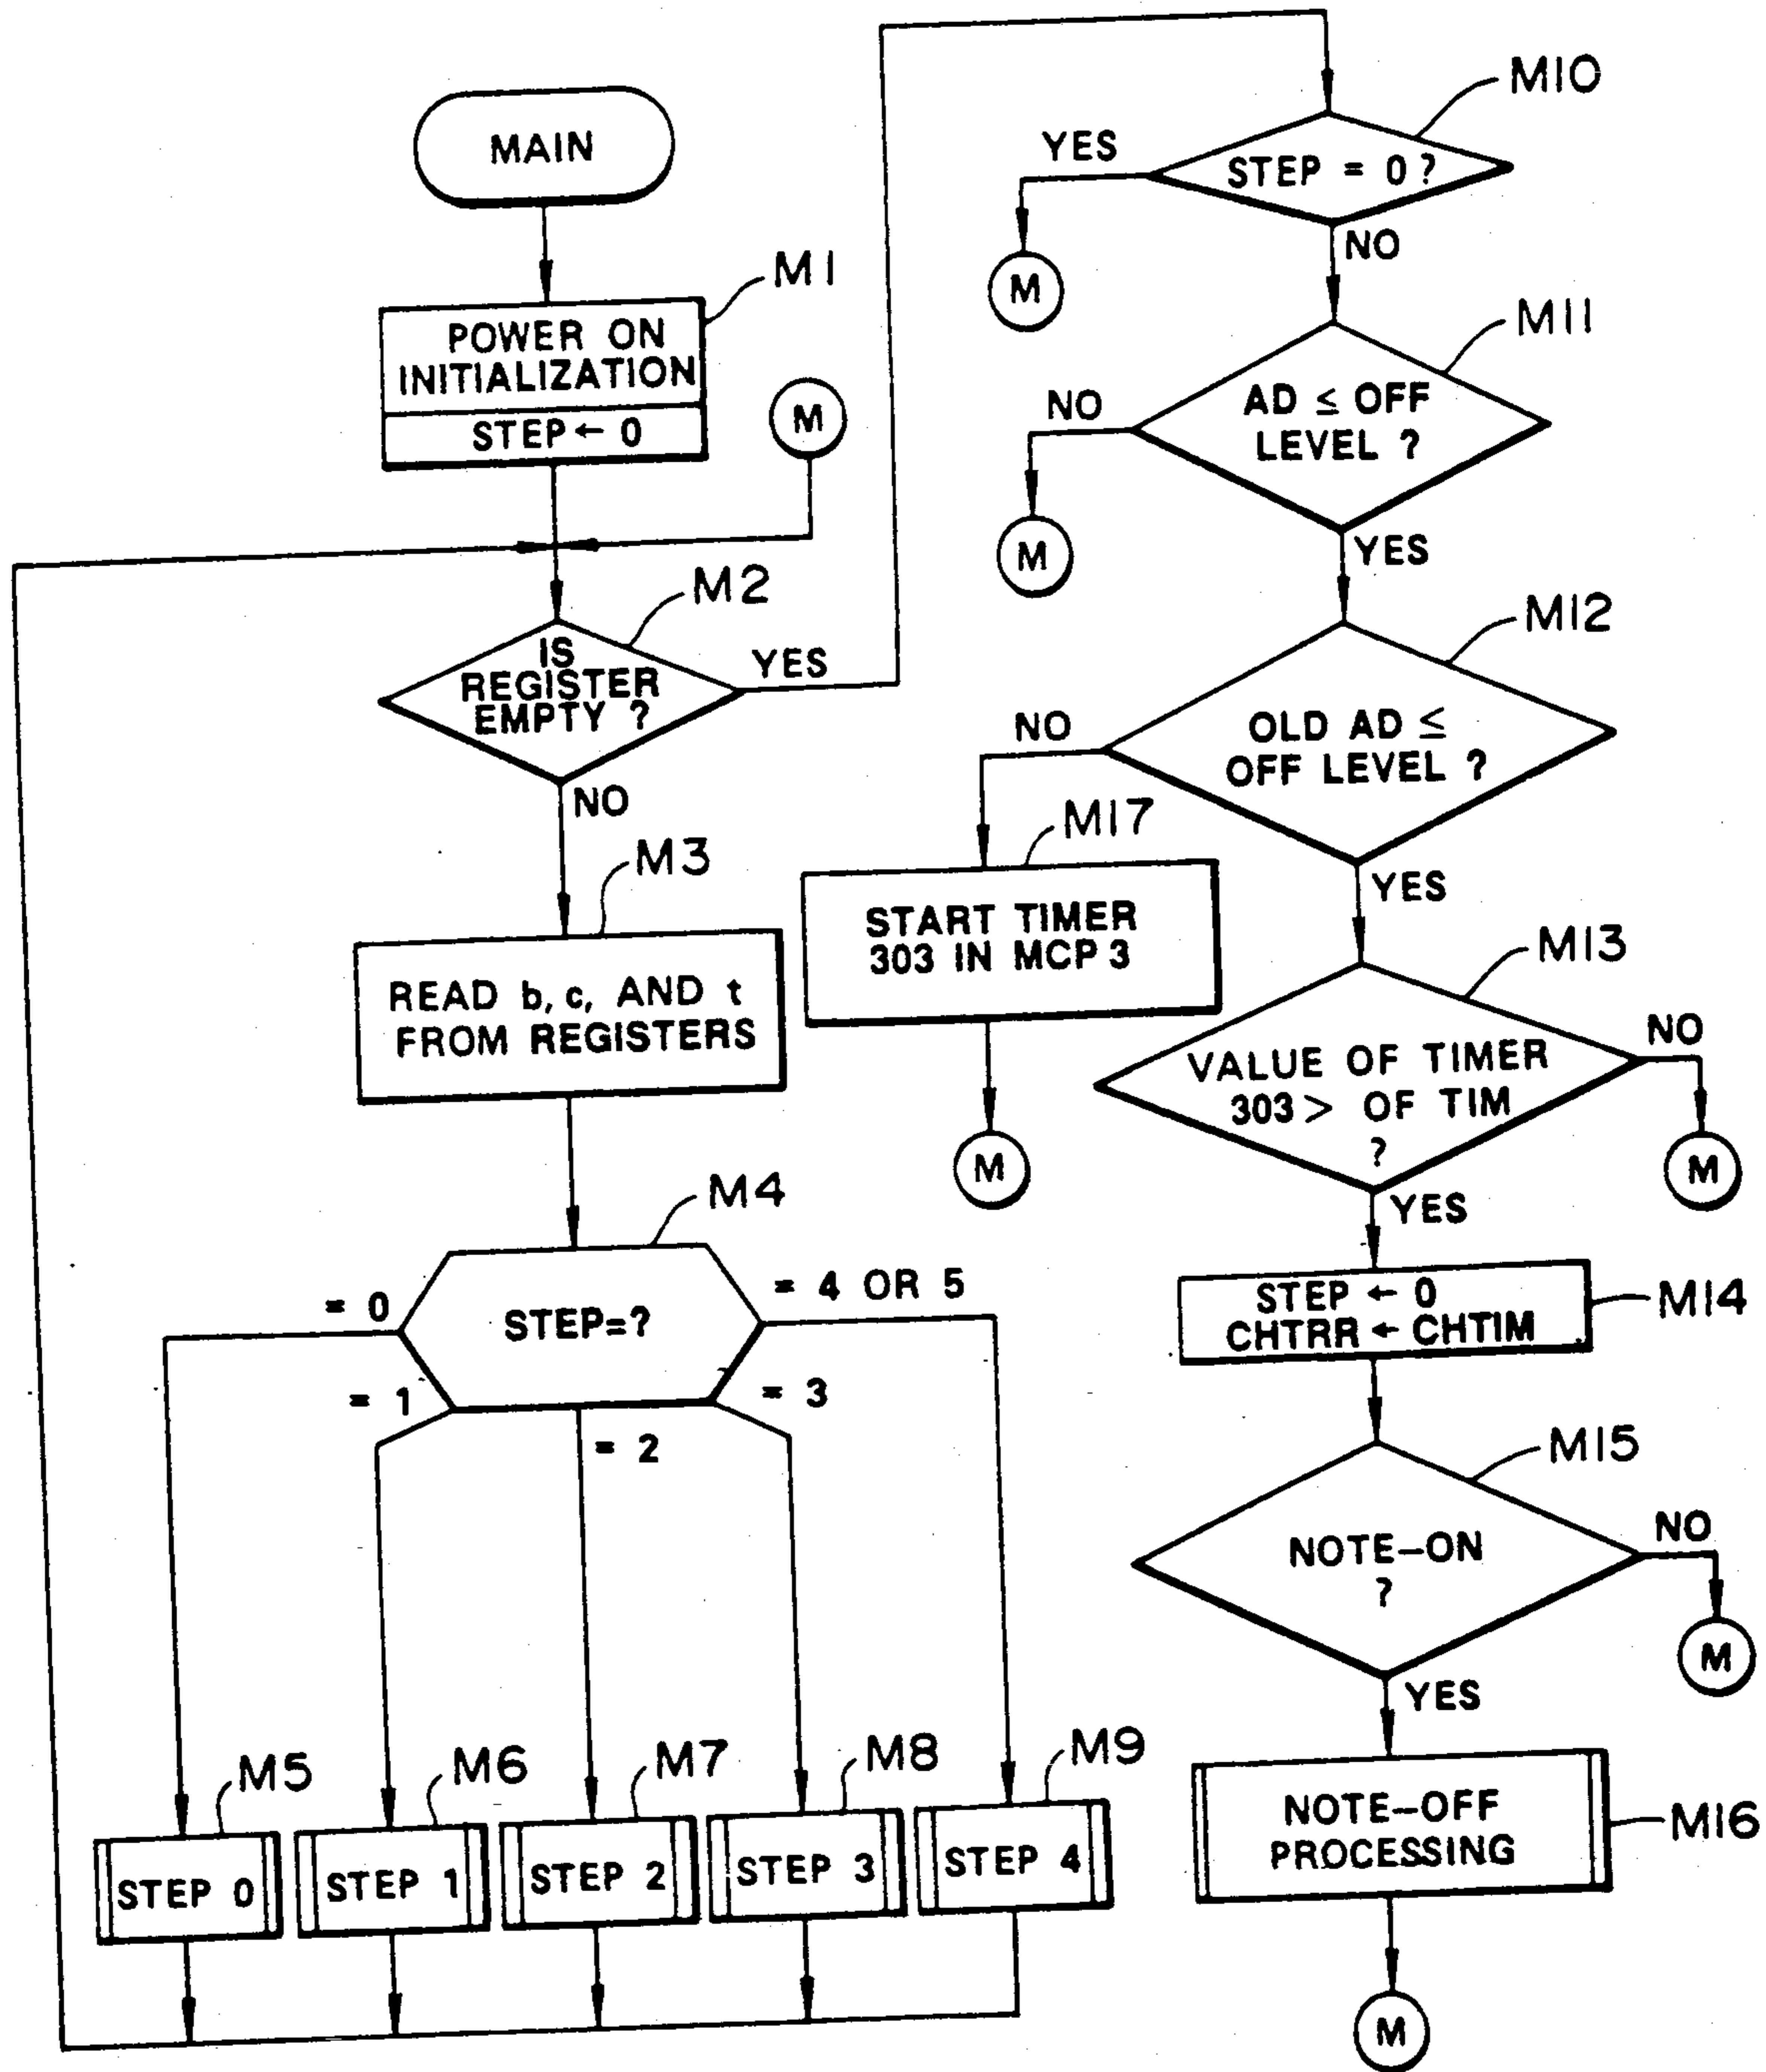 MAIN
M1
POWER ON
INITIALIZATION
STEP ← 0
M
M2
IS
REGISTER
EMPTY ?
YES
NO
M3
READ b, c, AND t
FROM REGISTERS
M4
STEP=?
= 0
= 1
= 2
= 3
= 4 OR 5
M5
STEP 0
M6
STEP 1
M7
STEP 2
M8
STEP 3
M9
STEP 4
M10
STEP = 0 ?
YES
M
NO
M11
AD ≤ OFF
LEVEL ?
NO
M
YES
M12
OLD AD ≤
OFF LEVEL ?
NO
M17
START TIMER
303 IN MCP 3
M
YES
M13
VALUE OF TIMER
303 > OF TIM
?
NO
M
YES
M14
STEP ← 0
CHTRR ← CHTIM
M15
NOTE-ON
?
NO
M
YES
M16
NOTE-OFF
PROCESSING
M